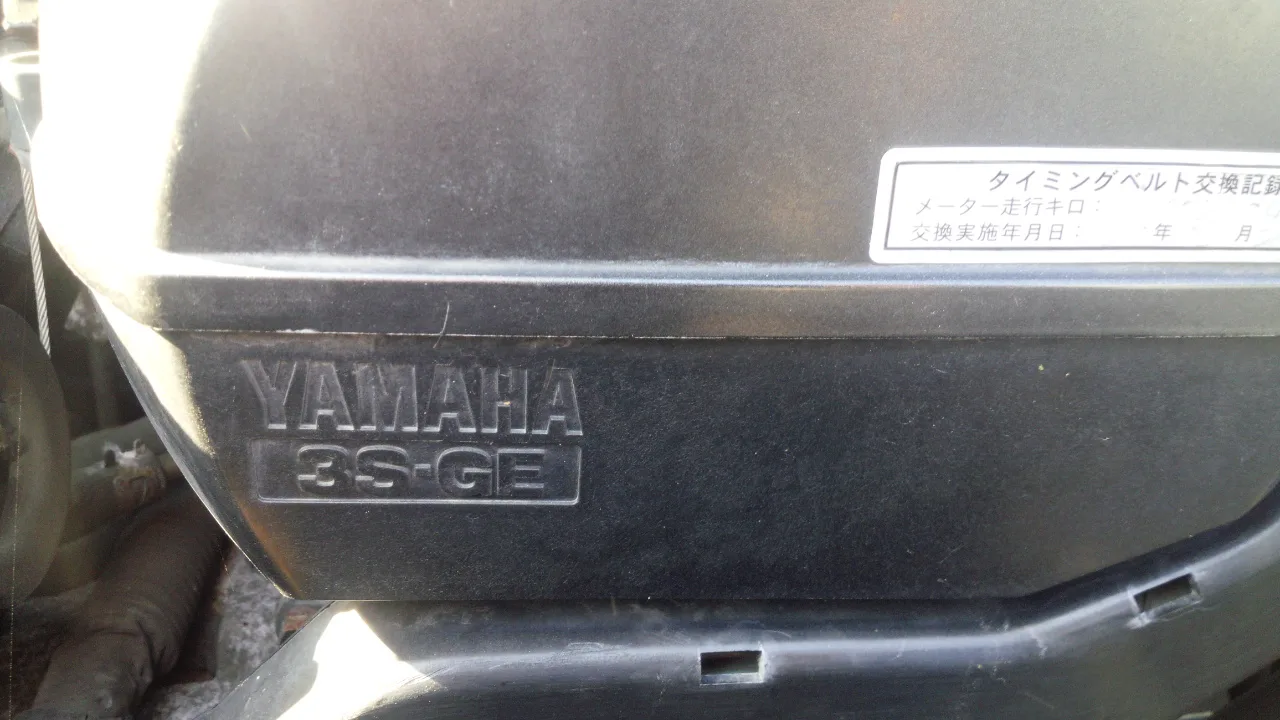 タイミングベルト交換記録
メーター走行キロ：
交換実施年月日： 年 月
YAMAHA
3S-GE